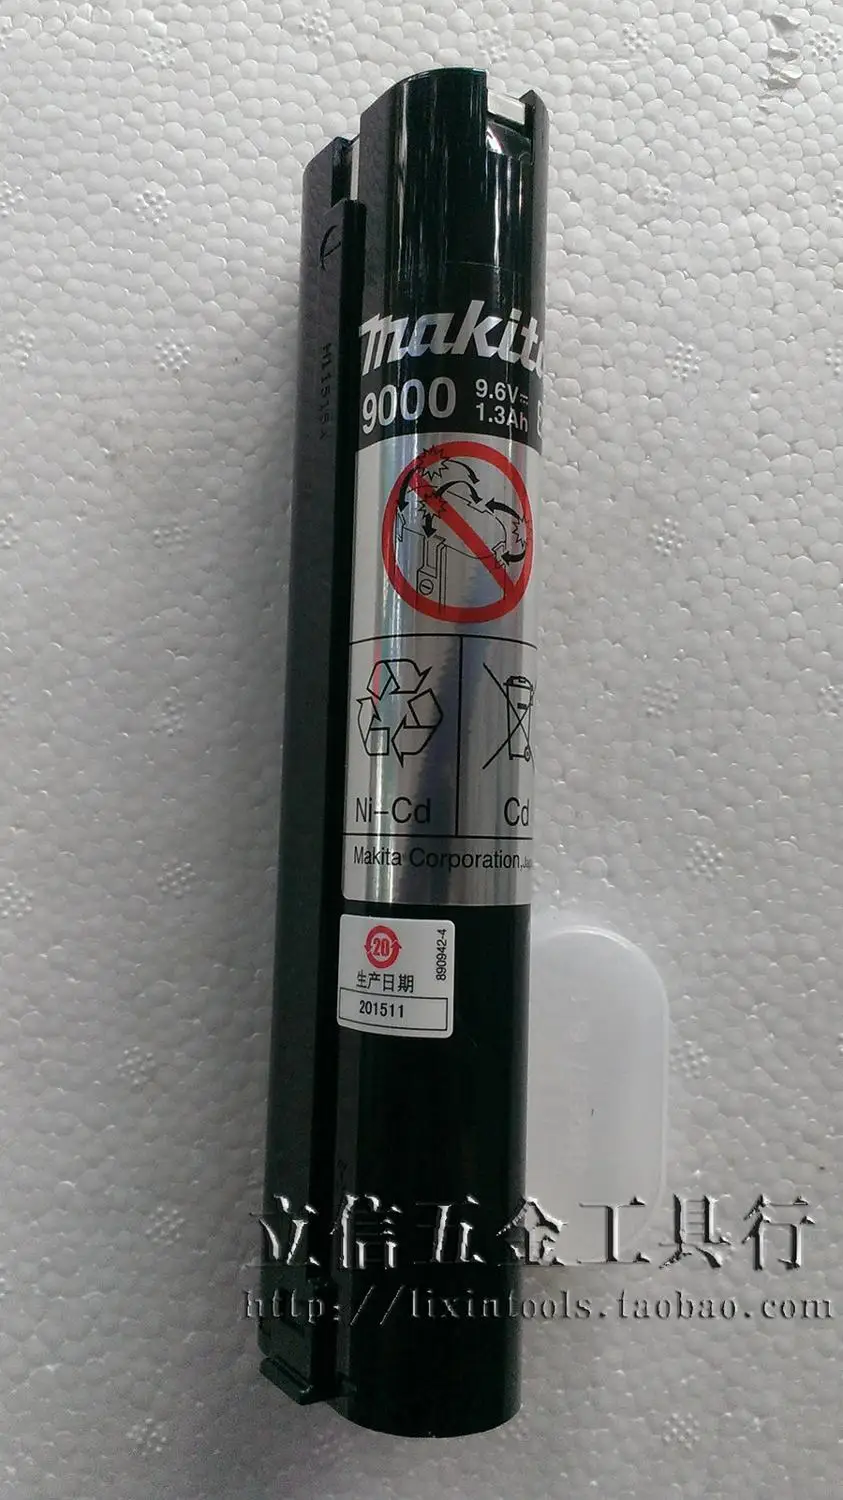 makita
9000 9.6V 1.3Ah
Ni-Cd
Cd
Makita Corporation,
20
生产日期
201511
890942-4
立信五金工具行
http://lixintools.taobao.com